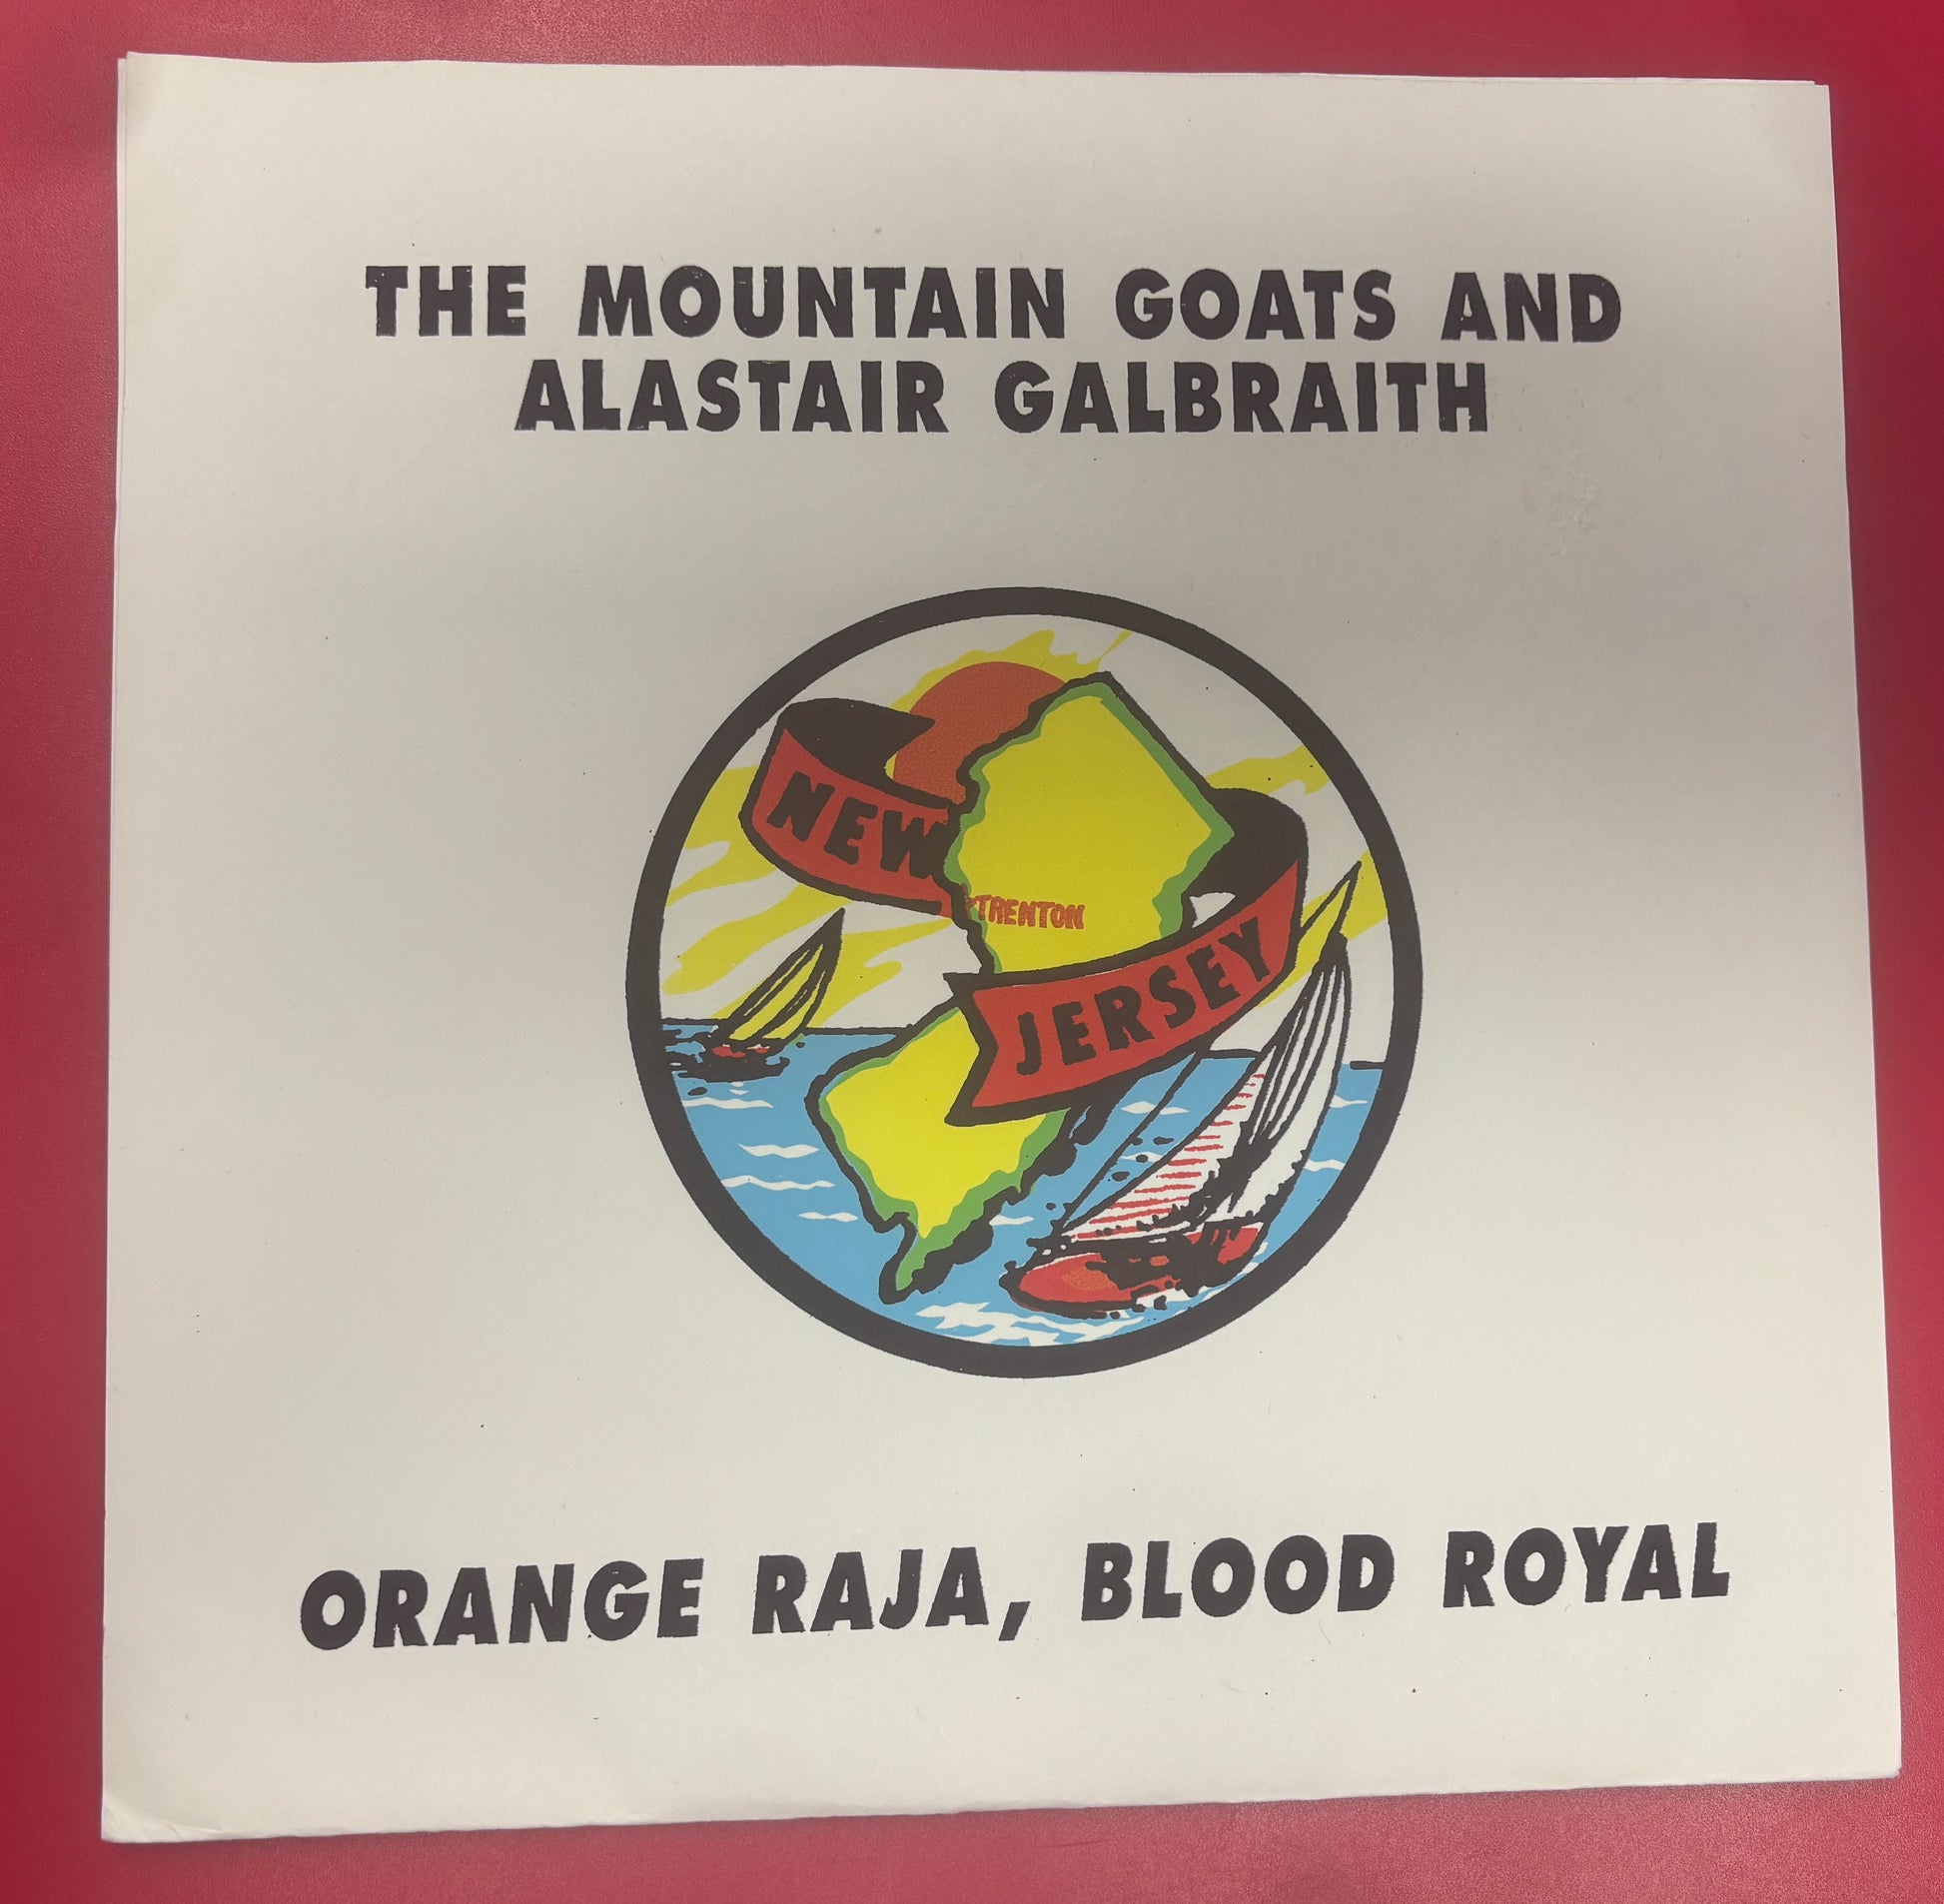 THE MOUNTAIN GOATS AND
ALASTAIR GALBRAITH
NEW
TRENTON
JERSEY
ORANGE RAJA, BLOOD ROYAL